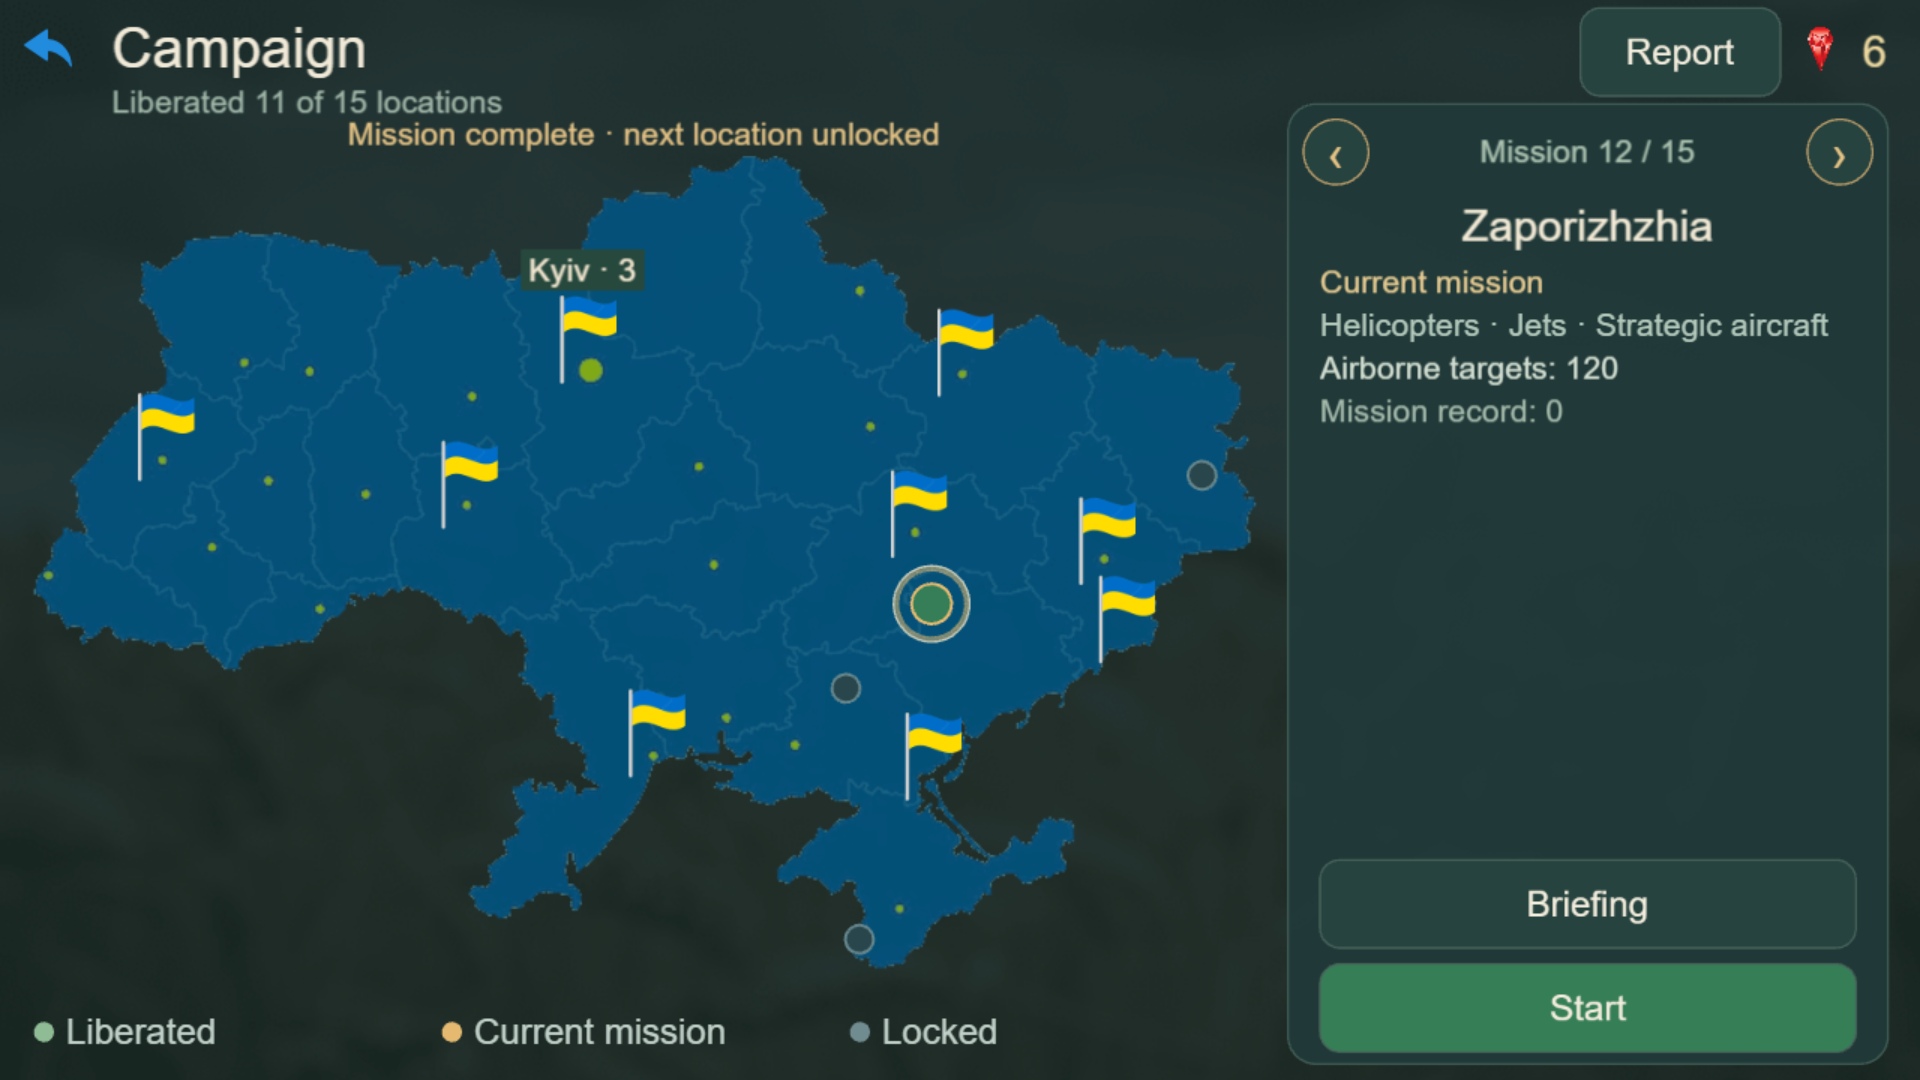 Campaign
Liberated 11 of 15 locations
Mission complete · next location unlocked
Report
6
Kyiv · 3
‹
Mission 12 / 15
›
Zaporizhzhia
Current mission
Helicopters · Jets · Strategic aircraft
Airborne targets: 120
Mission record: 0
Briefing
Start
Liberated
Current mission
Locked